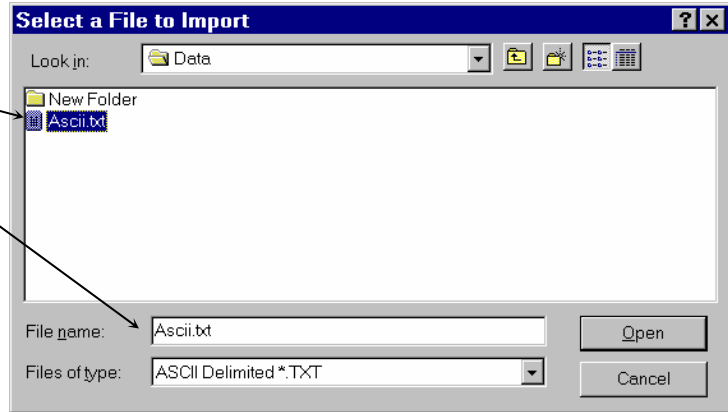 Select a File to Import
Look in: Data
New Folder
Ascii.txt
File name: Ascii.txt Open
Files of type: ASCII Delimited *.TXT Cancel